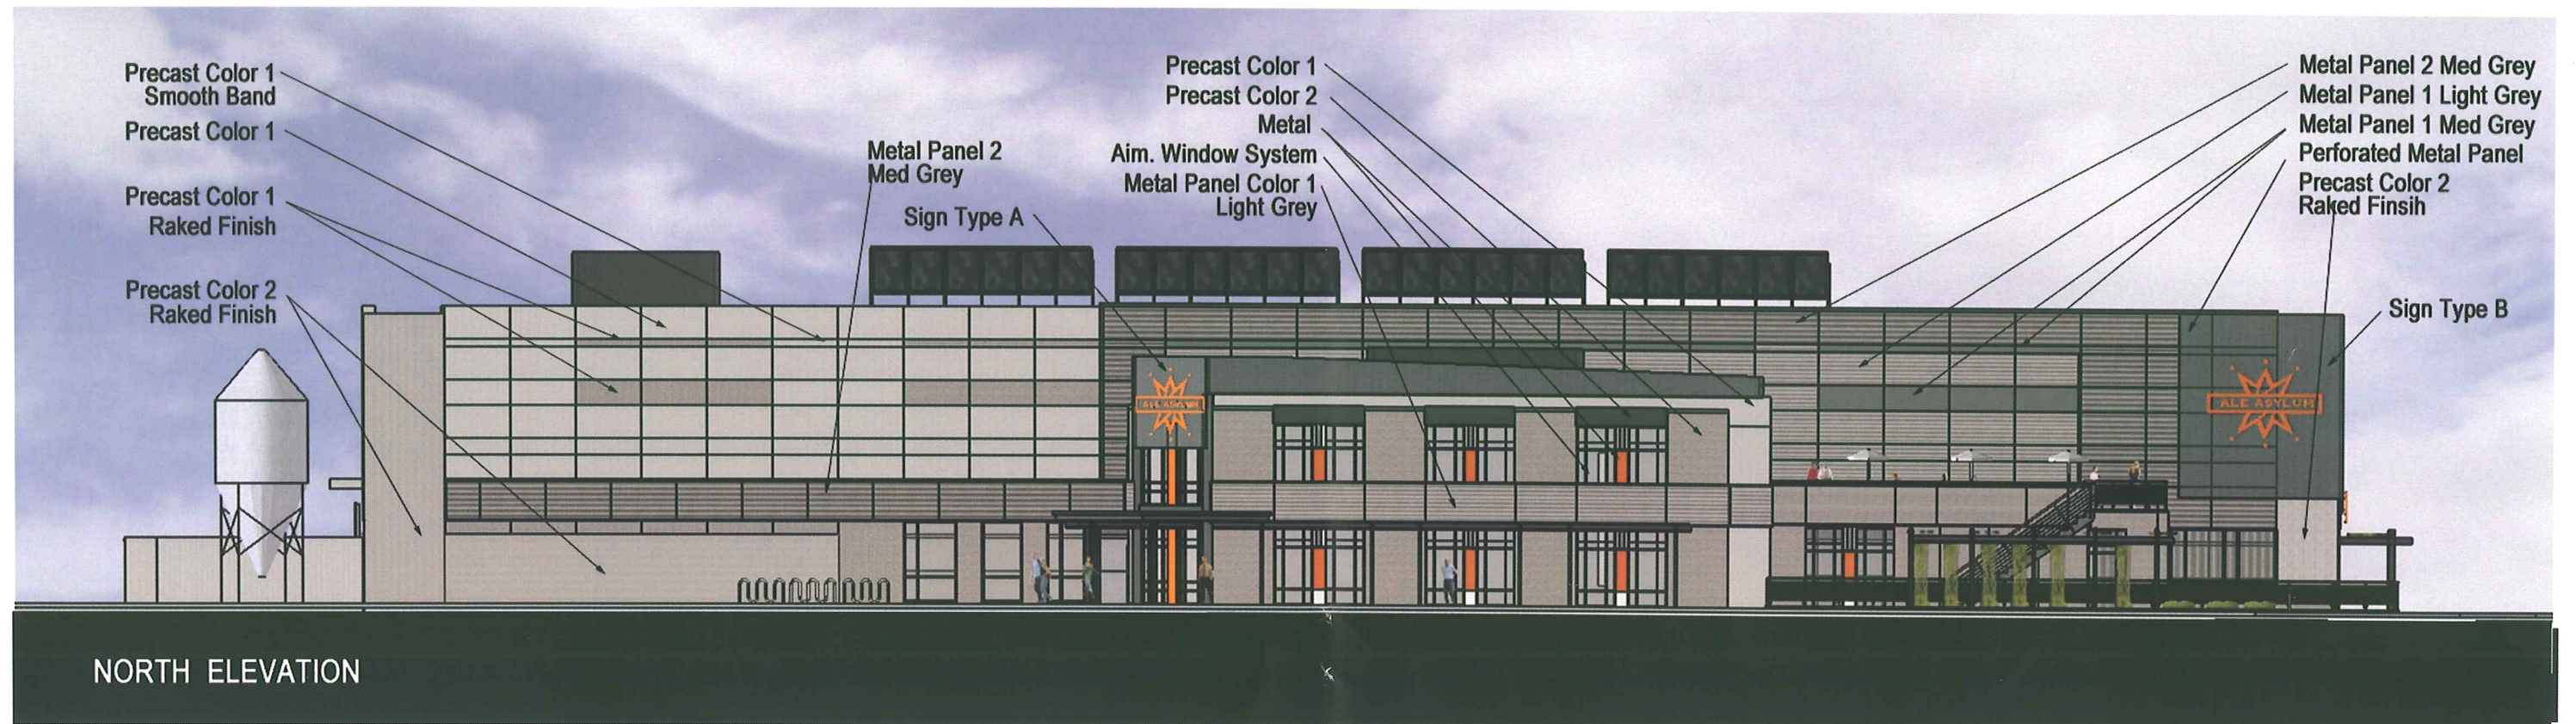 Precast Color 1
Smooth Band
Precast Color 1
Precast Color 1
Raked Finish
Precast Color 2
Raked Finish
Metal Panel 2
Med Grey
Sign Type A
Precast Color 1
Precast Color 2
Metal
Aim. Window System
Metal Panel Color 1
Light Grey
Metal Panel 2 Med Grey
Metal Panel 1 Light Grey
Metal Panel 1 Med Grey
Perforated Metal Panel
Precast Color 2
Raked Finsih
Sign Type B
ALE ASYLUM
ALE ASYLUM
NORTH ELEVATION